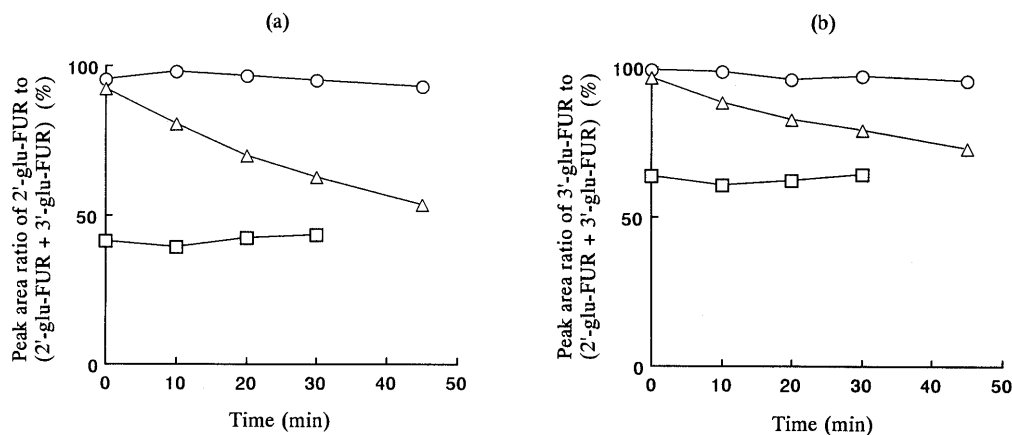 (a)
Peak area ratio of 2'-glu-FUR to
(2'-glu-FUR + 3'-glu-FUR) (%)
100
50
0
0 10 20 30 40 50
Time (min)
(b)
Peak area ratio of 3'-glu-FUR to
(2'-glu-FUR + 3'-glu-FUR) (%)
100
50
0
0 10 20 30 40 50
Time (min)